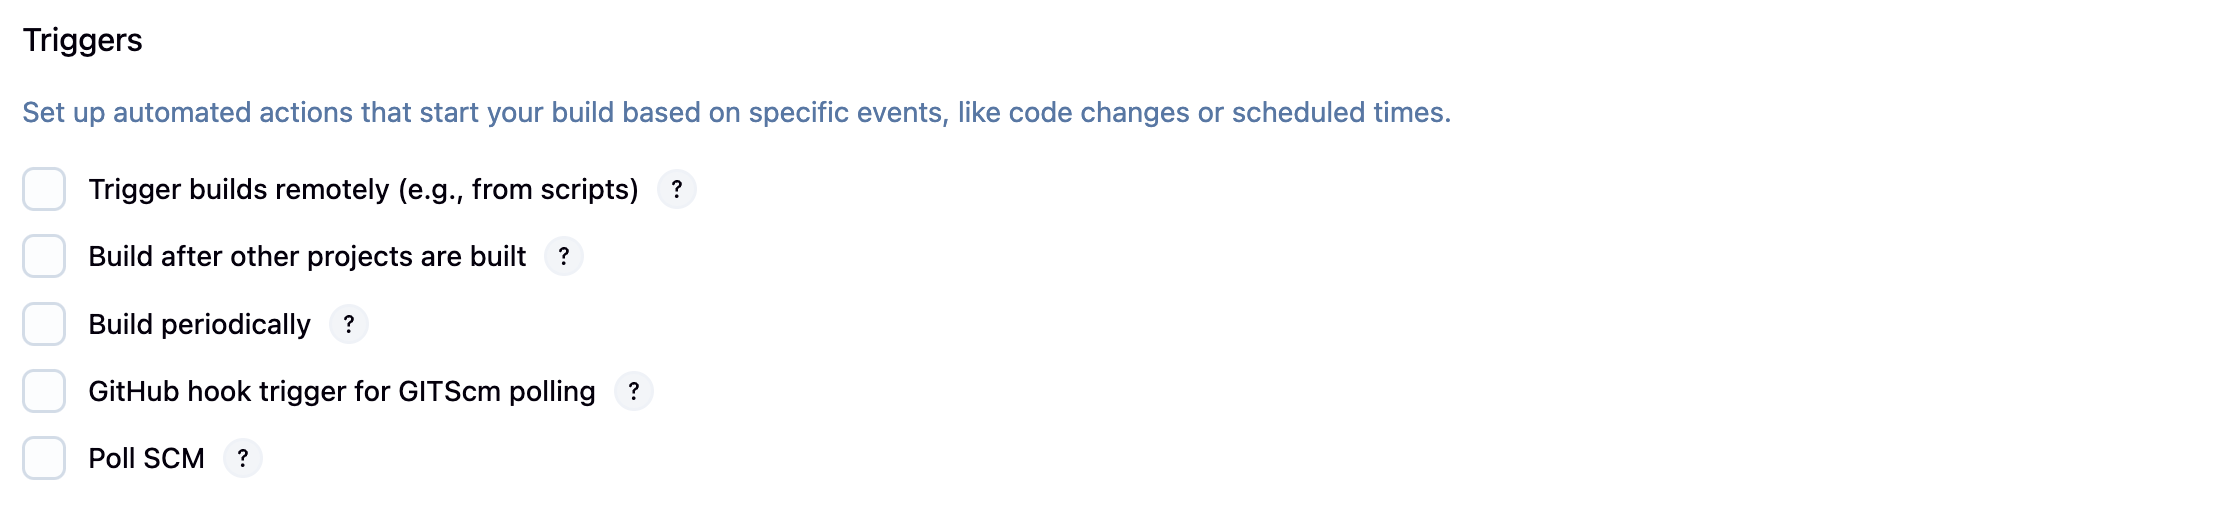 Triggers
Set up automated actions that start your build based on specific events, like code changes or scheduled times.
Trigger builds remotely (e.g., from scripts) ?
Build after other projects are built ?
Build periodically ?
GitHub hook trigger for GITScm polling ?
Poll SCM ?